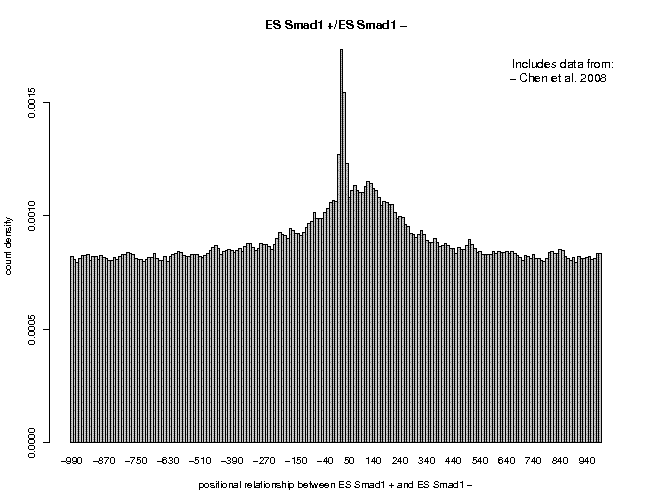 ES Smad1 +/ES Smad1 –
Includes data from:
– Chen et al. 2008
0.0015
0.0010
0.0005
0.0000
count density
–990 –870 –750 –630 –510 –390 –270 –150 –40 50 140 240 340 440 540 640 740 840 940
positional relationship between ES Smad1 + and ES Smad1 –